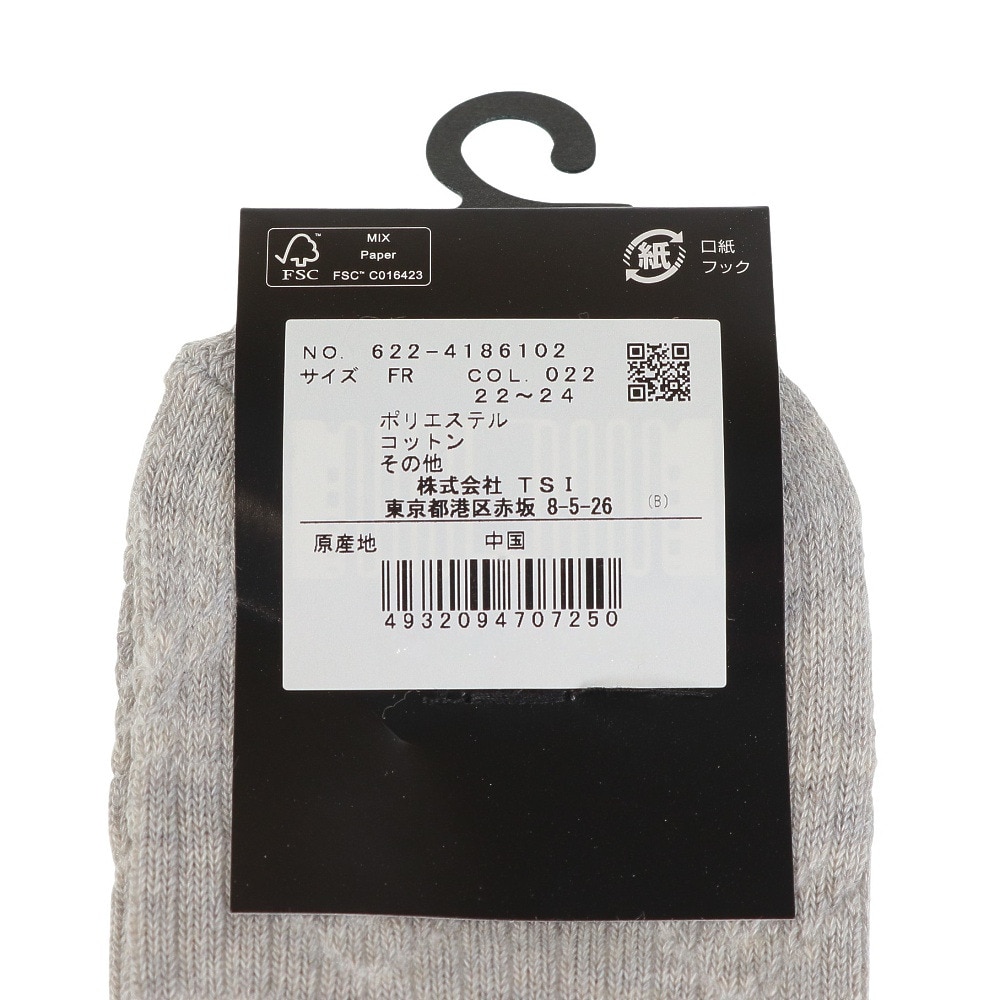 MIX
Paper
FSC™ C016423
FSC
紙
口紙
フック
NO. 622-4186102
サイズ FR COL. 022
22～24
ポリエステル
コットン
その他
株式会社 TSI
東京都港区赤坂 8-5-26 (B)
原産地 中国
4932094707250